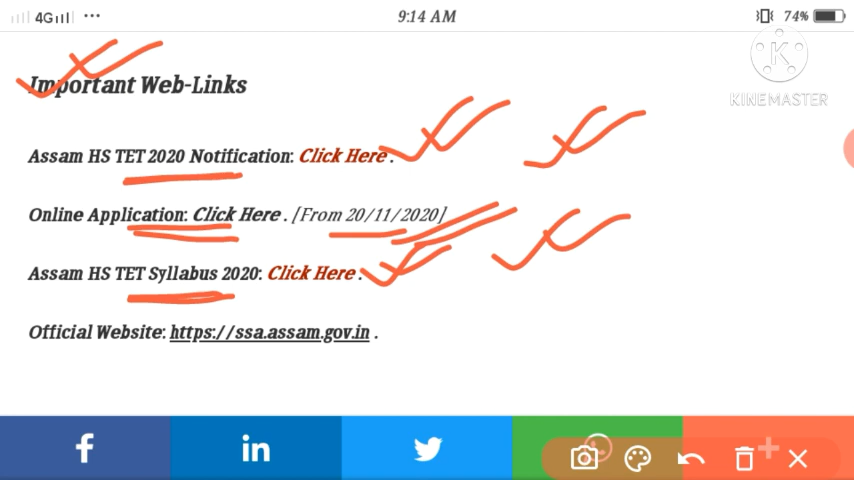 4G
9:14 AM
74%
K
KINEMASTER
Important Web-Links
Assam HS TET 2020 Notification: Click Here .
Online Application: Click Here . [From 20/11/2020]
Assam HS TET Syllabus 2020: Click Here .
Official Website: https://ssa.assam.gov.in .
f
in